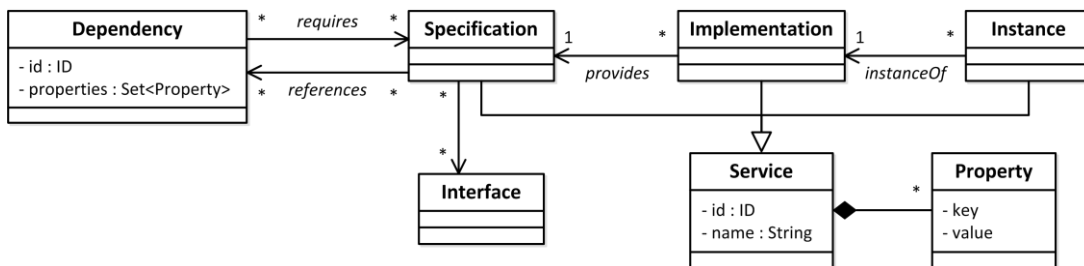 Dependency
- id : ID
- properties : Set<Property>
* requires *
* references *
Specification
1 *
provides
Implementation
1 *
instanceOf
Instance
*
*
Interface
Service
- id : ID
- name : String
*
Property
- key
- value